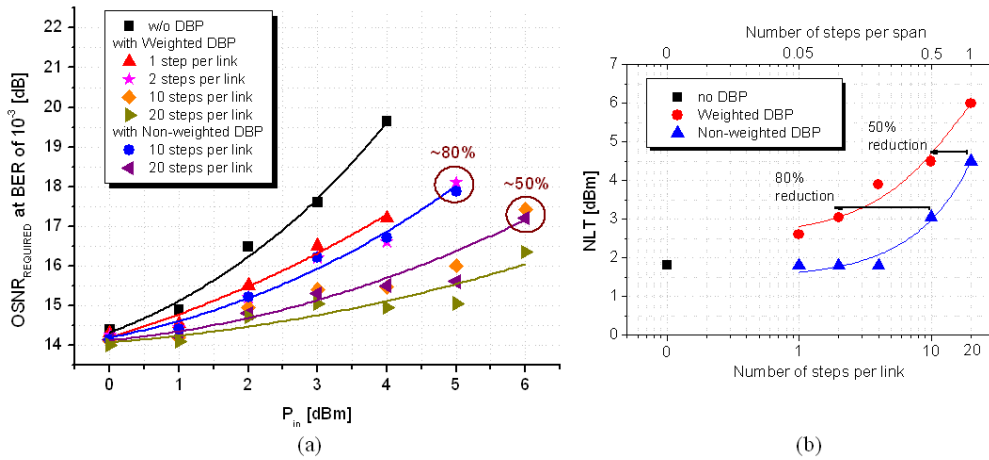 22
21
20
19
18
17
16
15
14
OSNR_REQUIRED at BER of 10^-3 [dB]
w/o DBP
with Weighted DBP
1 step per link
2 steps per link
10 steps per link
20 steps per link
with Non-weighted DBP
10 steps per link
20 steps per link
~80%
~50%
0 1 2 3 4 5 6
P_in [dBm]
(a)
Number of steps per span
0 0.05 0.5 1
7
6
5
4
3
2
1
0
NLT [dBm]
no DBP
Weighted DBP
Non-weighted DBP
50%
reduction
80%
reduction
0 1 10 20
Number of steps per link
(b)